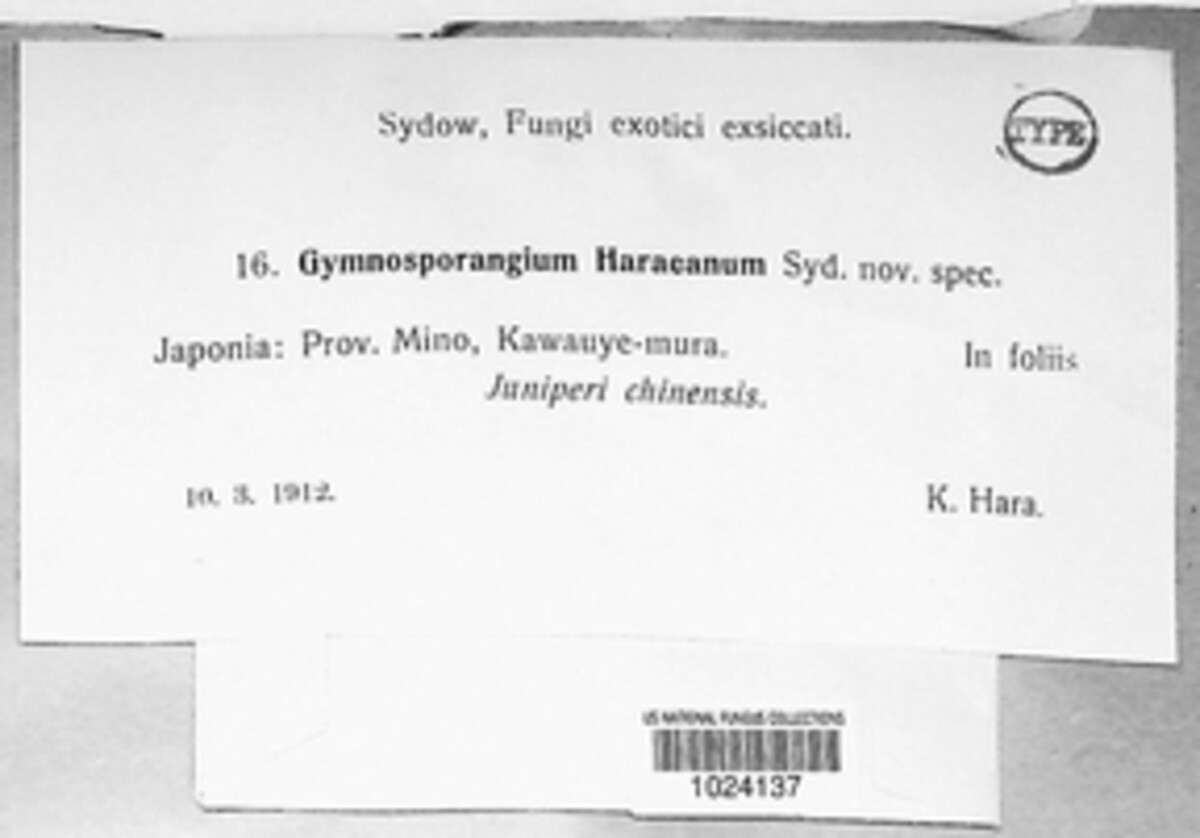 Sydow, Fungi exotici exsiccati.
TYPE
16. Gymnosporangium Haraeanum Syd. nov. spec.
Japonia: Prov. Mino, Kawauye-mura. In foliis
Juniperi chinensis.
10. 3. 1912. K. Hara.
US NATIONAL FUNGUS COLLECTIONS
1024137